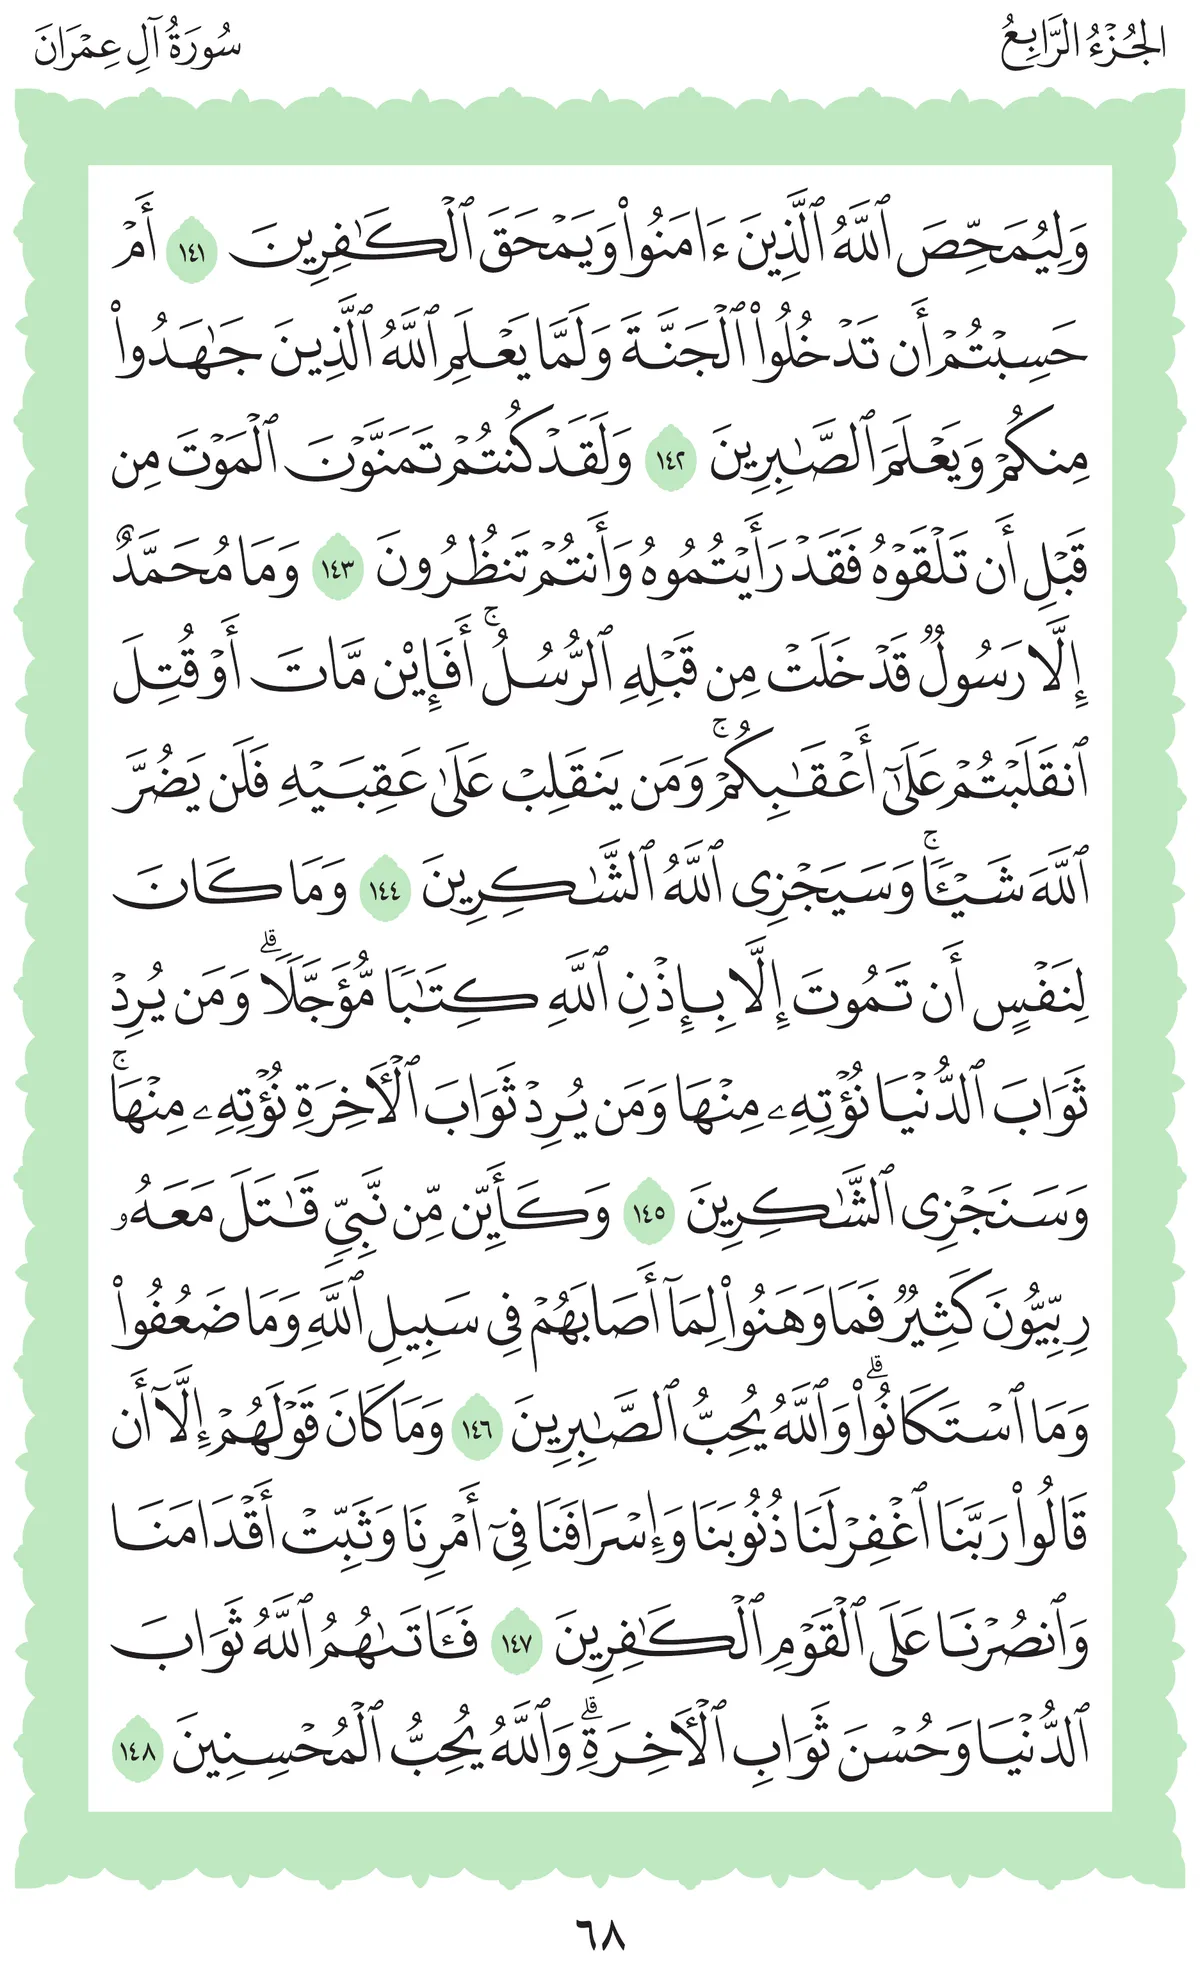 الجُزْءُ الرَّابِعُ
سُورَةُ آلِ عِمْرَانَ
وَلِيُمَحِّصَ ٱللَّهُ ٱلَّذِينَ ءَامَنُوا۟ وَيَمْحَقَ ٱلْكَـٰفِرِينَ ١٤١ أَمْ
حَسِبْتُمْ أَن تَدْخُلُوا۟ ٱلْجَنَّةَ وَلَمَّا يَعْلَمِ ٱللَّهُ ٱلَّذِينَ جَـٰهَدُوا۟
مِنكُمْ وَيَعْلَمَ ٱلصَّـٰبِرِينَ ١٤٢ وَلَقَدْ كُنتُمْ تَمَنَّوْنَ ٱلْمَوْتَ مِن
قَبْلِ أَن تَلْقَوْهُ فَقَدْ رَأَيْتُمُوهُ وَأَنتُمْ تَنظُرُونَ ١٤٣ وَمَا مُحَمَّدٌ
إِلَّا رَسُولٌ قَدْ خَلَتْ مِن قَبْلِهِ ٱلرُّسُلُ ۚ أَفَإِي۟ن مَّاتَ أَوْ قُتِلَ
ٱنقَلَبْتُمْ عَلَىٰٓ أَعْقَـٰبِكُمْ ۚ وَمَن يَنقَلِبْ عَلَىٰ عَقِبَيْهِ فَلَن يَضُرَّ
ٱللَّهَ شَيْـًٔا ۚ وَسَيَجْزِى ٱللَّهُ ٱلشَّـٰكِرِينَ ١٤٤ وَمَا كَانَ
لِنَفْسٍ أَن تَمُوتَ إِلَّا بِإِذْنِ ٱللَّهِ كِتَـٰبًا مُّؤَجَّلًا ۗ وَمَن يُرِدْ
ثَوَابَ ٱلدُّنْيَا نُؤْتِهِۦ مِنْهَا وَمَن يُرِدْ ثَوَابَ ٱلْـَٔاخِرَةِ نُؤْتِهِۦ مِنْهَا ۚ
وَسَنَجْزِى ٱلشَّـٰكِرِينَ ١٤٥ وَكَأَيِّن مِّن نَّبِىٍّ قَـٰتَلَ مَعَهُۥ
رِبِّيُّونَ كَثِيرٌ فَمَا وَهَنُوا۟ لِمَآ أَصَابَهُمْ فِى سَبِيلِ ٱللَّهِ وَمَا ضَعُفُوا۟
وَمَا ٱسْتَكَانُوا۟ ۗ وَٱللَّهُ يُحِبُّ ٱلصَّـٰبِرِينَ ١٤٦ وَمَا كَانَ قَوْلَهُمْ إِلَّآ أَن
قَالُوا۟ رَبَّنَا ٱغْفِرْ لَنَا ذُنُوبَنَا وَإِسْرَافَنَا فِىٓ أَمْرِنَا وَثَبِّتْ أَقْدَامَنَا
وَٱنصُرْنَا عَلَى ٱلْقَوْمِ ٱلْكَـٰفِرِينَ ١٤٧ فَـَٔاتَىٰهُمُ ٱللَّهُ ثَوَابَ
ٱلدُّنْيَا وَحُسْنَ ثَوَابِ ٱلْـَٔاخِرَةِ ۗ وَٱللَّهُ يُحِبُّ ٱلْمُحْسِنِينَ ١٤٨
٦٨